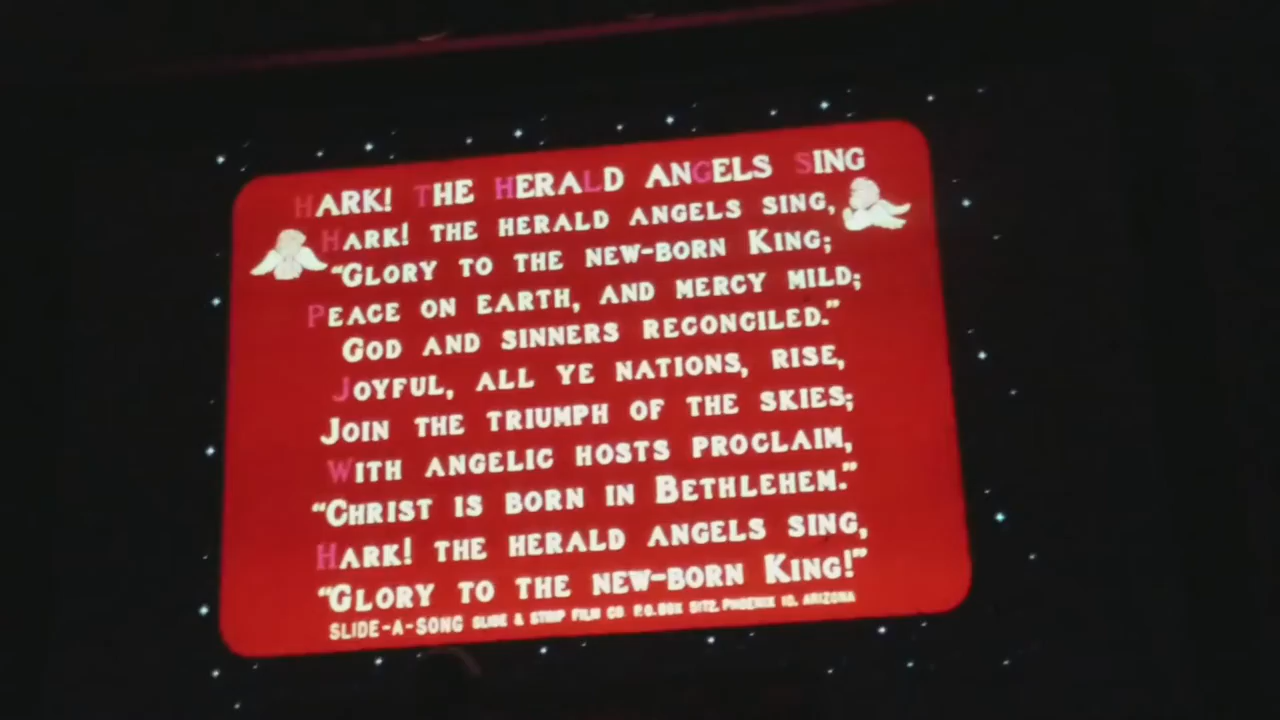 HARK! THE HERALD ANGELS SING
HARK! THE HERALD ANGELS SING,
“GLORY TO THE NEW-BORN KING;
PEACE ON EARTH, AND MERCY MILD;
GOD AND SINNERS RECONCILED.”
JOYFUL, ALL YE NATIONS, RISE,
JOIN THE TRIUMPH OF THE SKIES;
WITH ANGELIC HOSTS PROCLAIM,
“CHRIST IS BORN IN BETHLEHEM.”
HARK! THE HERALD ANGELS SING,
“GLORY TO THE NEW-BORN KING!”
SLIDE-A-SONG SLIDE & STRIP FILM CO P.O. BOX PHOENIX ARIZONA